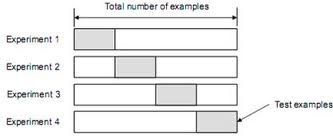 Total number of examples
Experiment 1
Experiment 2
Experiment 3
Experiment 4
Test examples